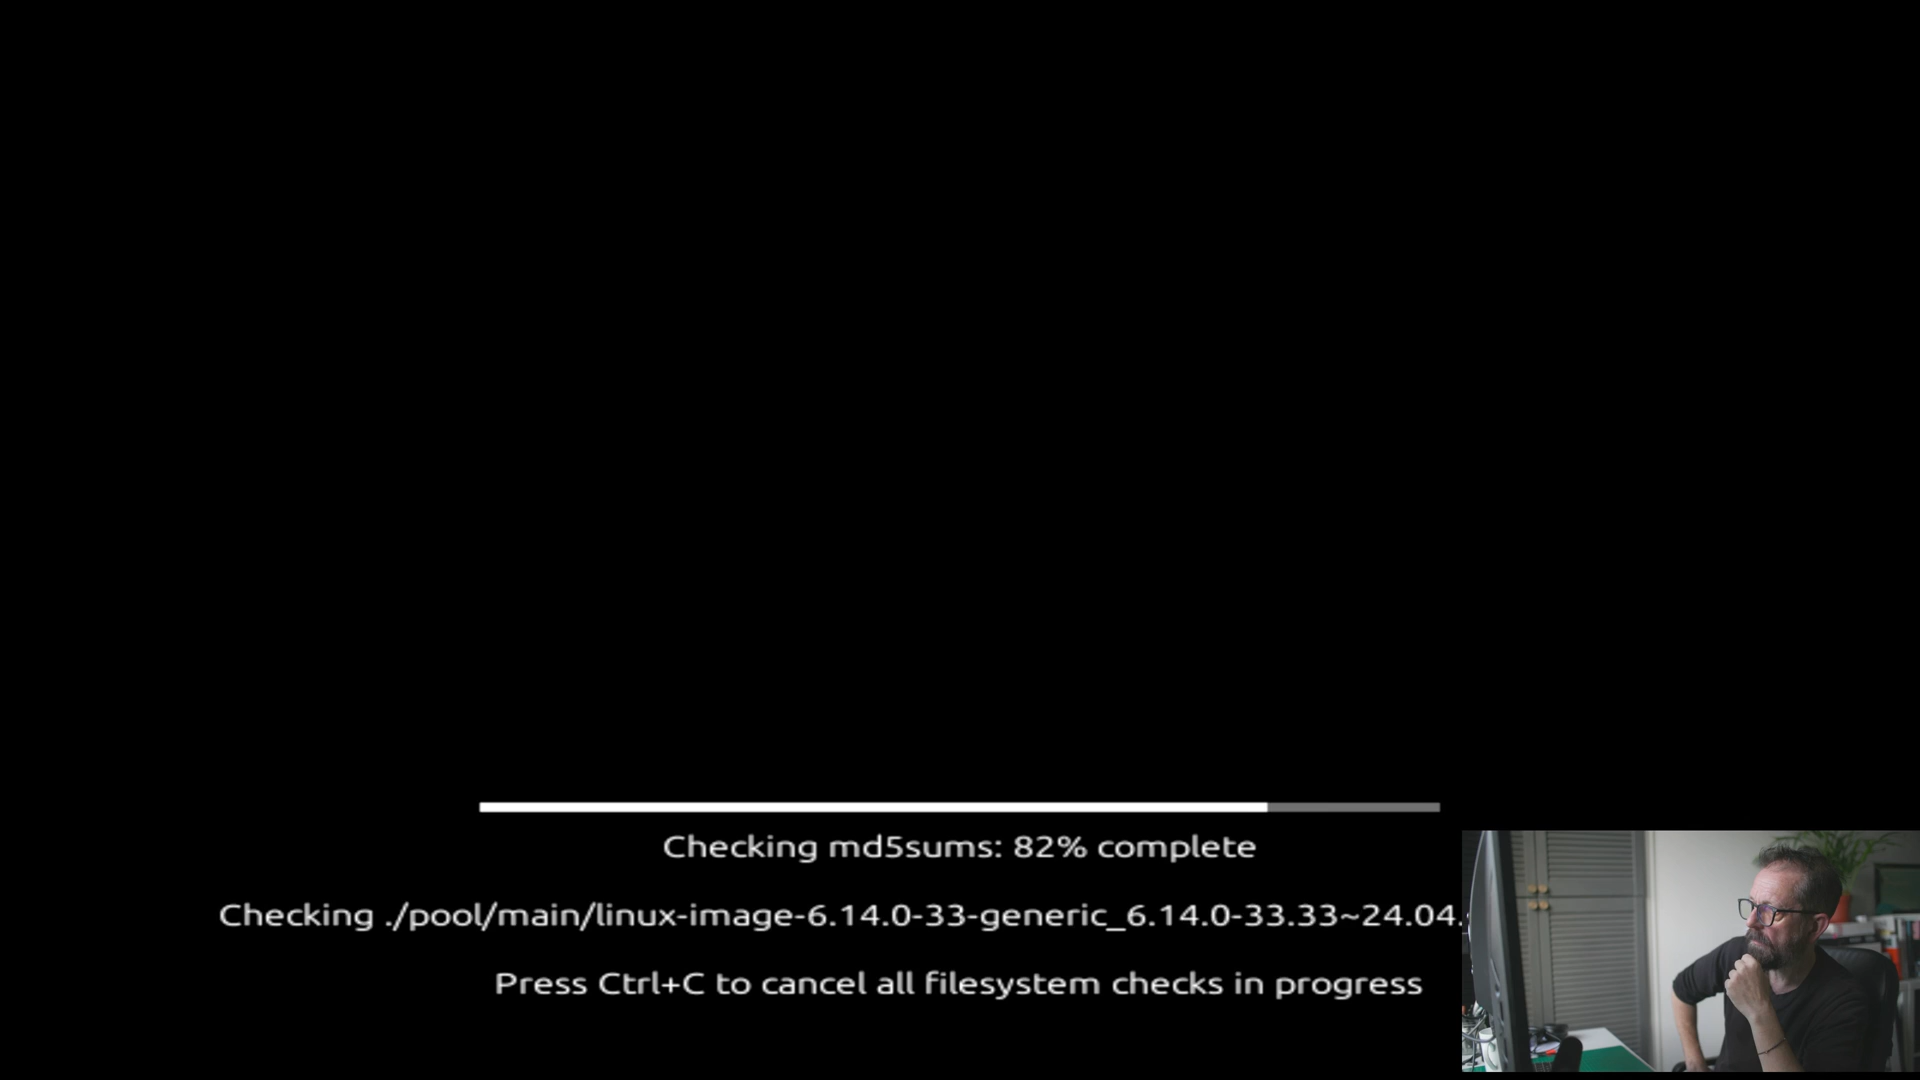 Checking md5sums: 82% complete
Checking ./pool/main/linux-image-6.14.0-33-generic_6.14.0-33.33~24.04.
Press Ctrl+C to cancel all filesystem checks in progress